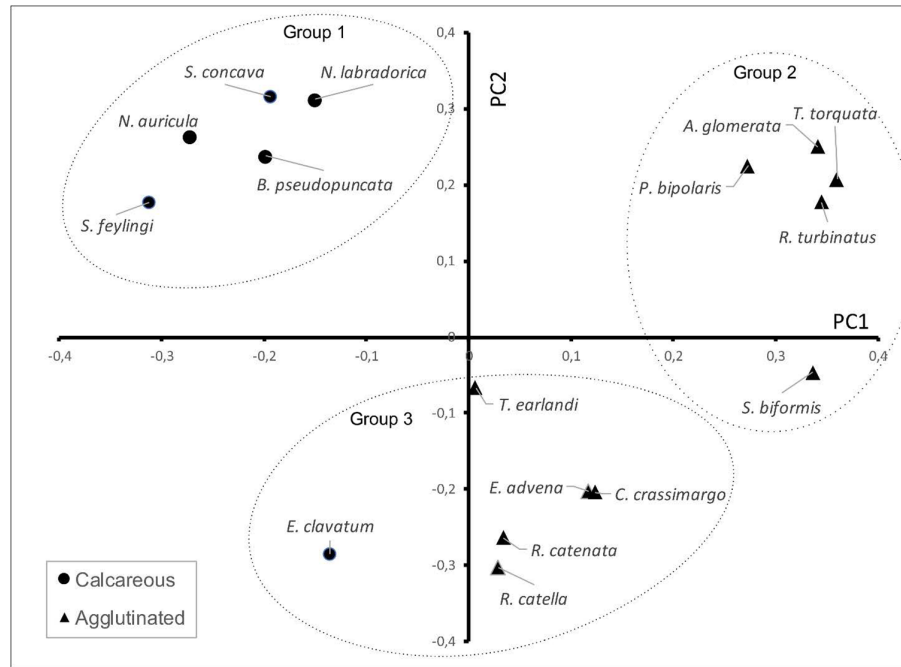 0,4
Group 1
PC2
S. concava
N. labradorica
Group 2
0,3
T. torquata
N. auricula
A. glomerata
B. pseudopuncata
P. bipolaris
0,2
S. feylingi
R. turbinatus
0,1
PC1
0
-0,4 -0,3 -0,2 -0,1 0 0,1 0,2 0,3 0,4
T. earlandi
S. biformis
-0,1
Group 3
-0,2
E. advena
C. crassimargo
E. clavatum
R. catenata
-0,3
R. catella
Calcareous
Agglutinated
-0,4